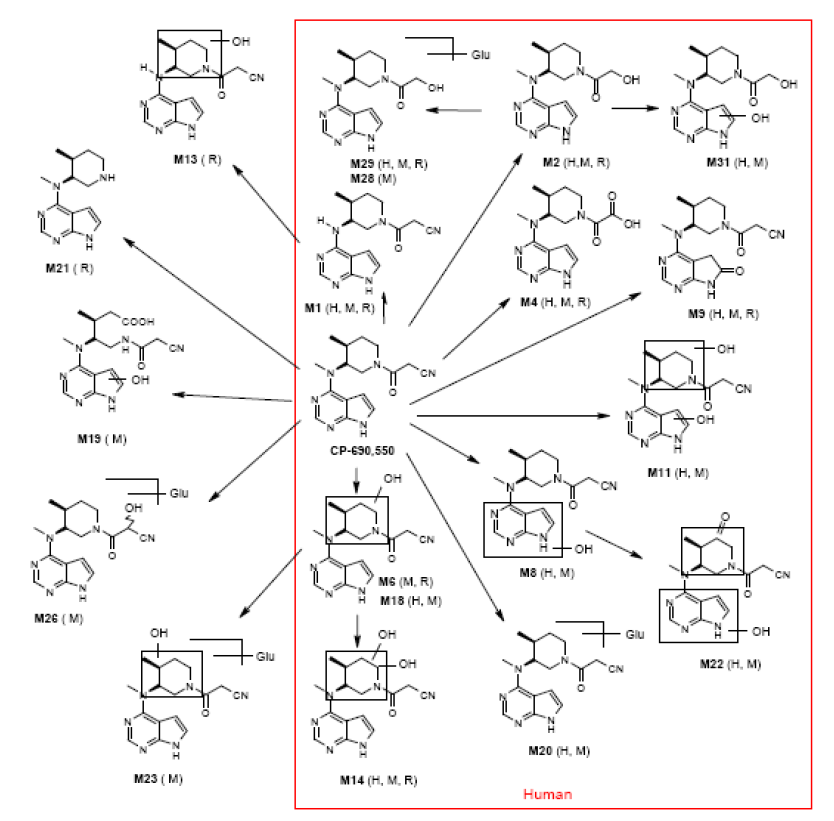 OH
H
N
N
CN
O
N
N
N
H
M13 ( R)
N
NH
N
N
N
H
M21 ( R)
COOH
N
H
N
O
CN
N
N
N
H
OH
M19 ( M)
Glu
OH
N
N
O
CN
N
N
N
H
M26 ( M)
OH
Glu
N
N
O
CN
N
N
N
H
M23 ( M)
Glu
N
N
O
OH
N
N
N
H
M29 (H, M, R)
M28 (M)
N
N
O
OH
N
N
N
H
M2 (H,M, R)
N
N
O
OH
N
N
N
H
OH
M31 (H, M)
H
N
N
O
CN
N
N
N
H
M1 (H, M, R)
N
N
O
O
OH
N
N
N
H
M4 (H, M, R)
N
N
O
CN
N
N
N
H
O
M9 (H, M, R)
N
N
O
CN
N
N
N
H
CP-690,550
OH
N
N
O
CN
N
N
N
H
OH
M11 (H, M)
OH
N
N
O
CN
N
N
N
H
M6 (M, R)
M18 (H, M)
N
N
O
CN
N
N
N
H
OH
M8 (H, M)
O
N
N
O
CN
N
N
N
H
OH
M22 (H, M)
OH
OH
N
N
O
CN
N
N
N
H
M14 (H, M, R)
Glu
N
N
O
CN
N
N
N
H
M20 (H, M)
Human